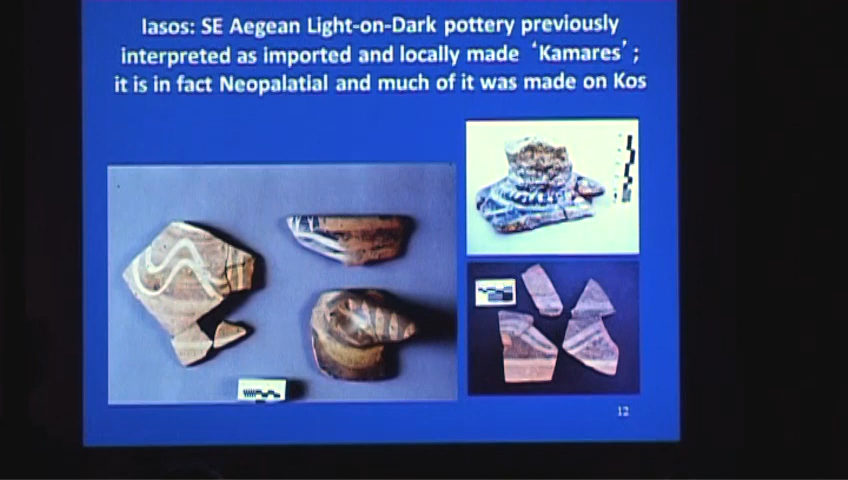 Iasos: SE Aegean Light-on-Dark pottery previously
interpreted as imported and locally made ‘Kamares’;
it is in fact Neopalatial and much of it was made on Kos
12